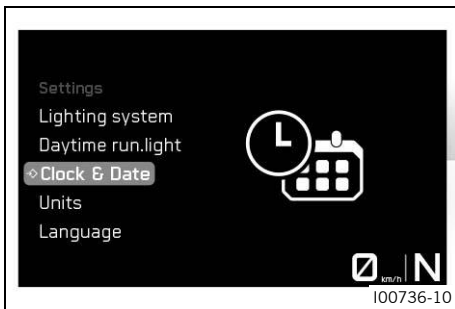 Settings
Lighting system
Daytime run.light
Clock & Date
Units
Language
0 km/h N
I00736-10